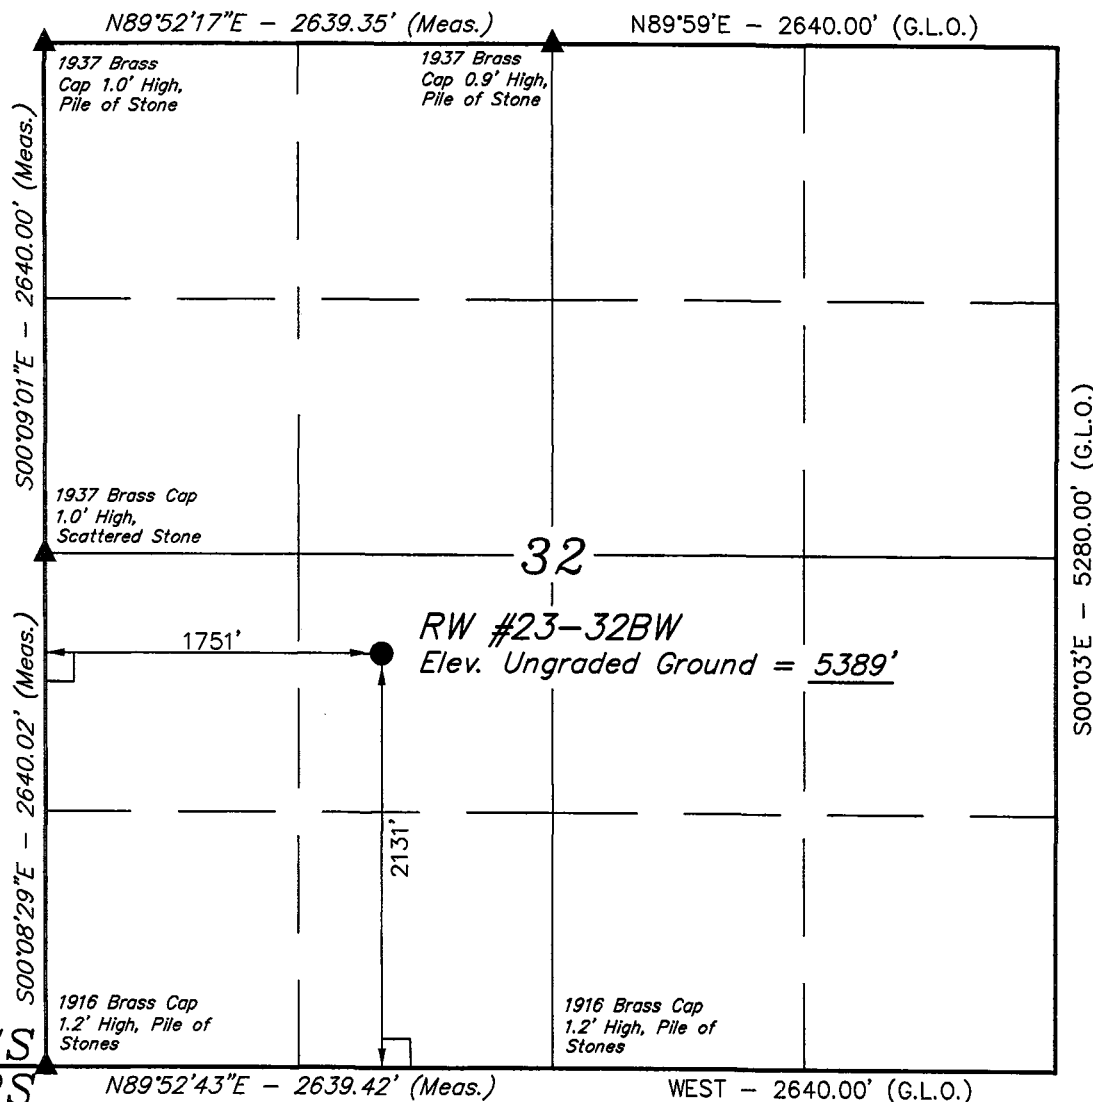 N89°52'17"E - 2639.35' (Meas.)
N89°59'E - 2640.00' (G.L.O.)
1937 Brass
Cap 1.0' High,
Pile of Stone
1937 Brass
Cap 0.9' High,
Pile of Stone
S00°09'01"E - 2640.00' (Meas.)
1937 Brass Cap
1.0' High,
Scattered Stone
32
S00°03'E - 5280.00' (G.L.O.)
RW #23-32BW
Elev. Ungraded Ground = 5389'
1751'
2131'
S00°08'29"E - 2640.02' (Meas.)
1916 Brass Cap
1.2' High, Pile of
Stones
1916 Brass Cap
1.2' High, Pile of
Stones
N89°52'43"E - 2639.42' (Meas.)
WEST - 2640.00' (G.L.O.)